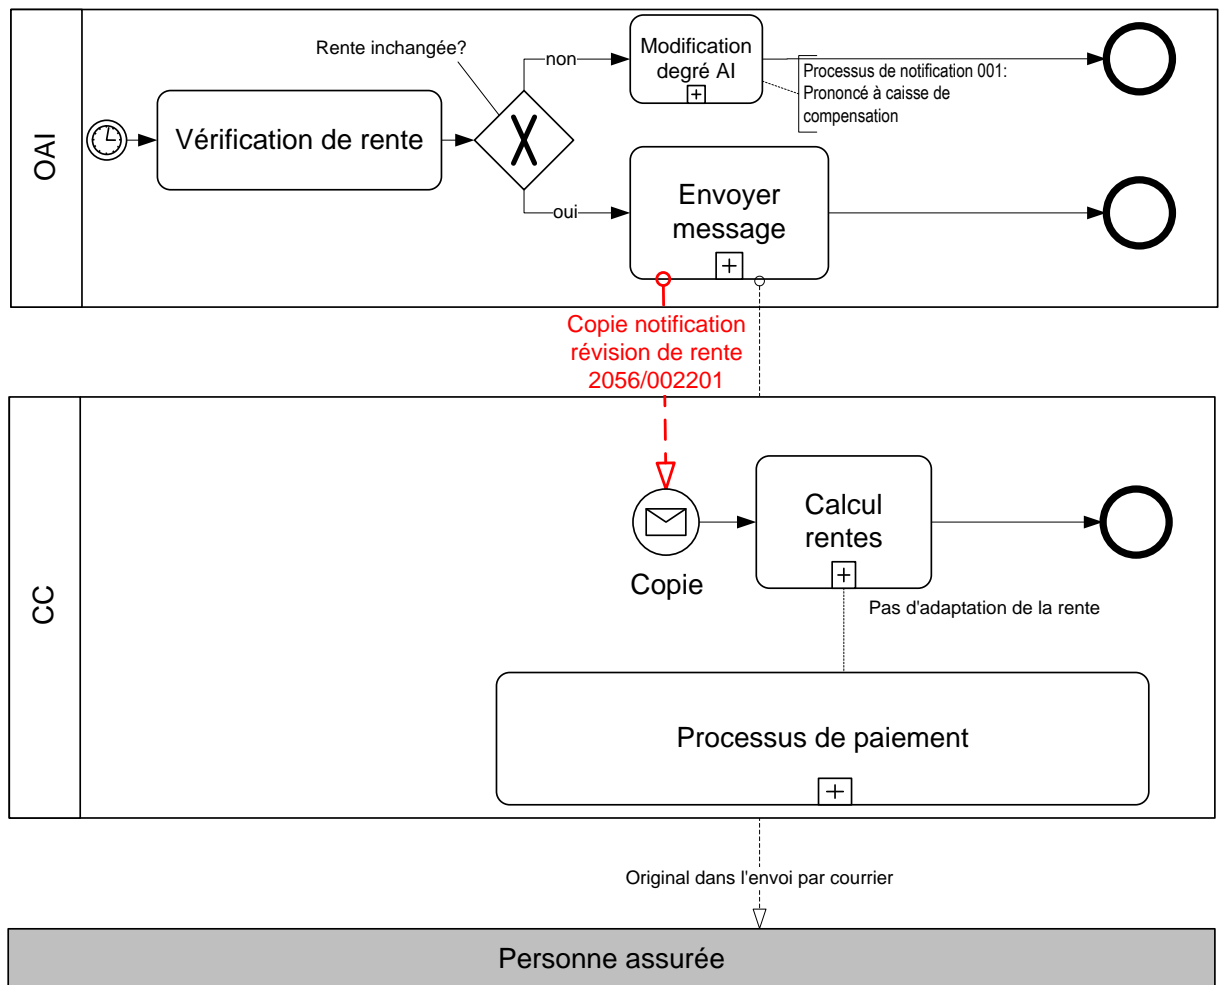 OAI
Rente inchangée?
Vérification de rente
non
Modification
degré AI
Processus de notification 001:
Prononcé à caisse de
compensation
oui
Envoyer
message
Copie notification
révision de rente
2056/002201
CC
Copie
Calcul
rentes
Pas d'adaptation de la rente
Processus de paiement
Original dans l'envoi par courrier
Personne assurée